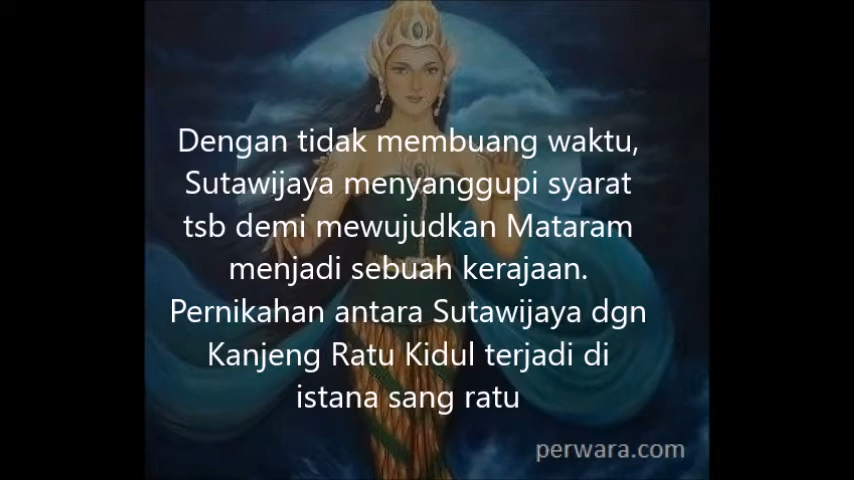 Dengan tidak membuang waktu,
Sutawijaya menyanggupi syarat
tsb demi mewujudkan Mataram
menjadi sebuah kerajaan.
Pernikahan antara Sutawijaya dgn
Kanjeng Ratu Kidul terjadi di
istana sang ratu
perwara.com